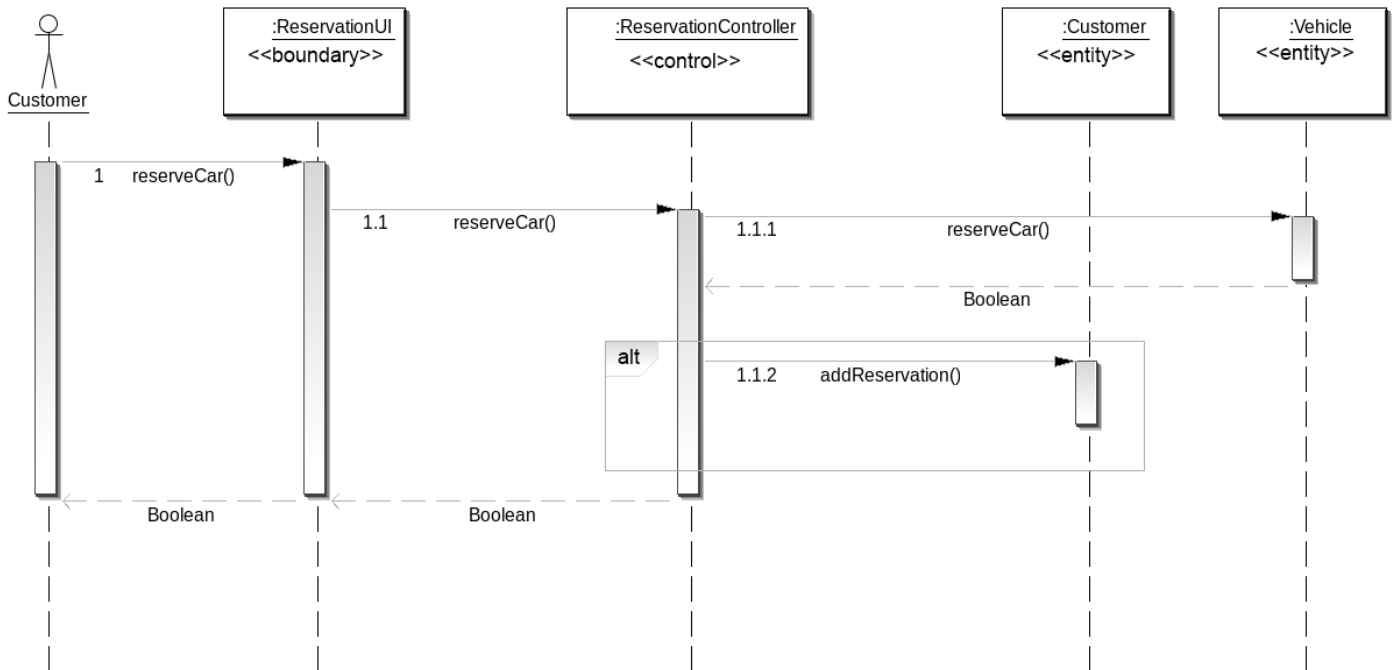 :ReservationUI
<<boundary>>
:ReservationController
<<control>>
:Customer
<<entity>>
:Vehicle
<<entity>>
Customer
1 reserveCar()
1.1 reserveCar()
1.1.1 reserveCar()
Boolean
alt
1.1.2 addReservation()
Boolean
Boolean